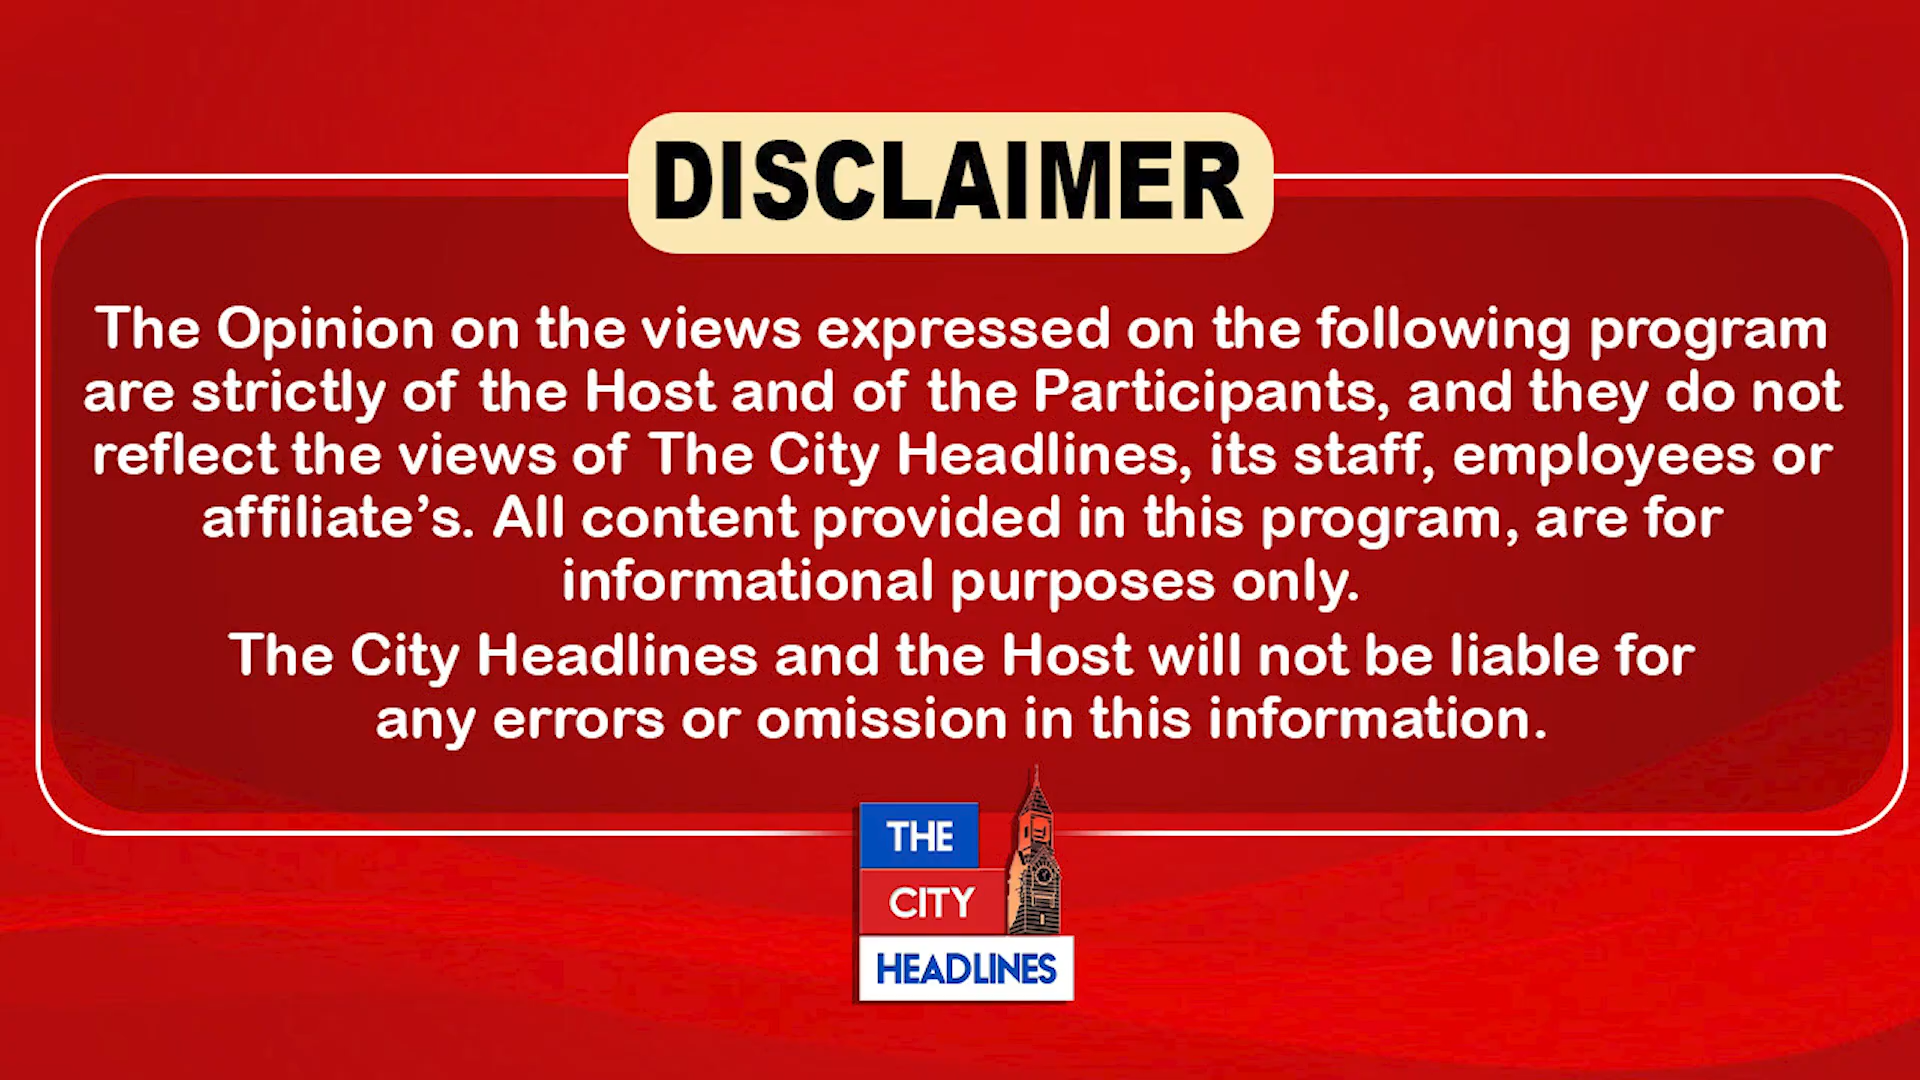 DISCLAIMER
The Opinion on the views expressed on the following program
are strictly of the Host and of the Participants, and they do not
reflect the views of The City Headlines, its staff, employees or
affiliate’s. All content provided in this program, are for
informational purposes only.
The City Headlines and the Host will not be liable for
any errors or omission in this information.
THE
CITY
HEADLINES